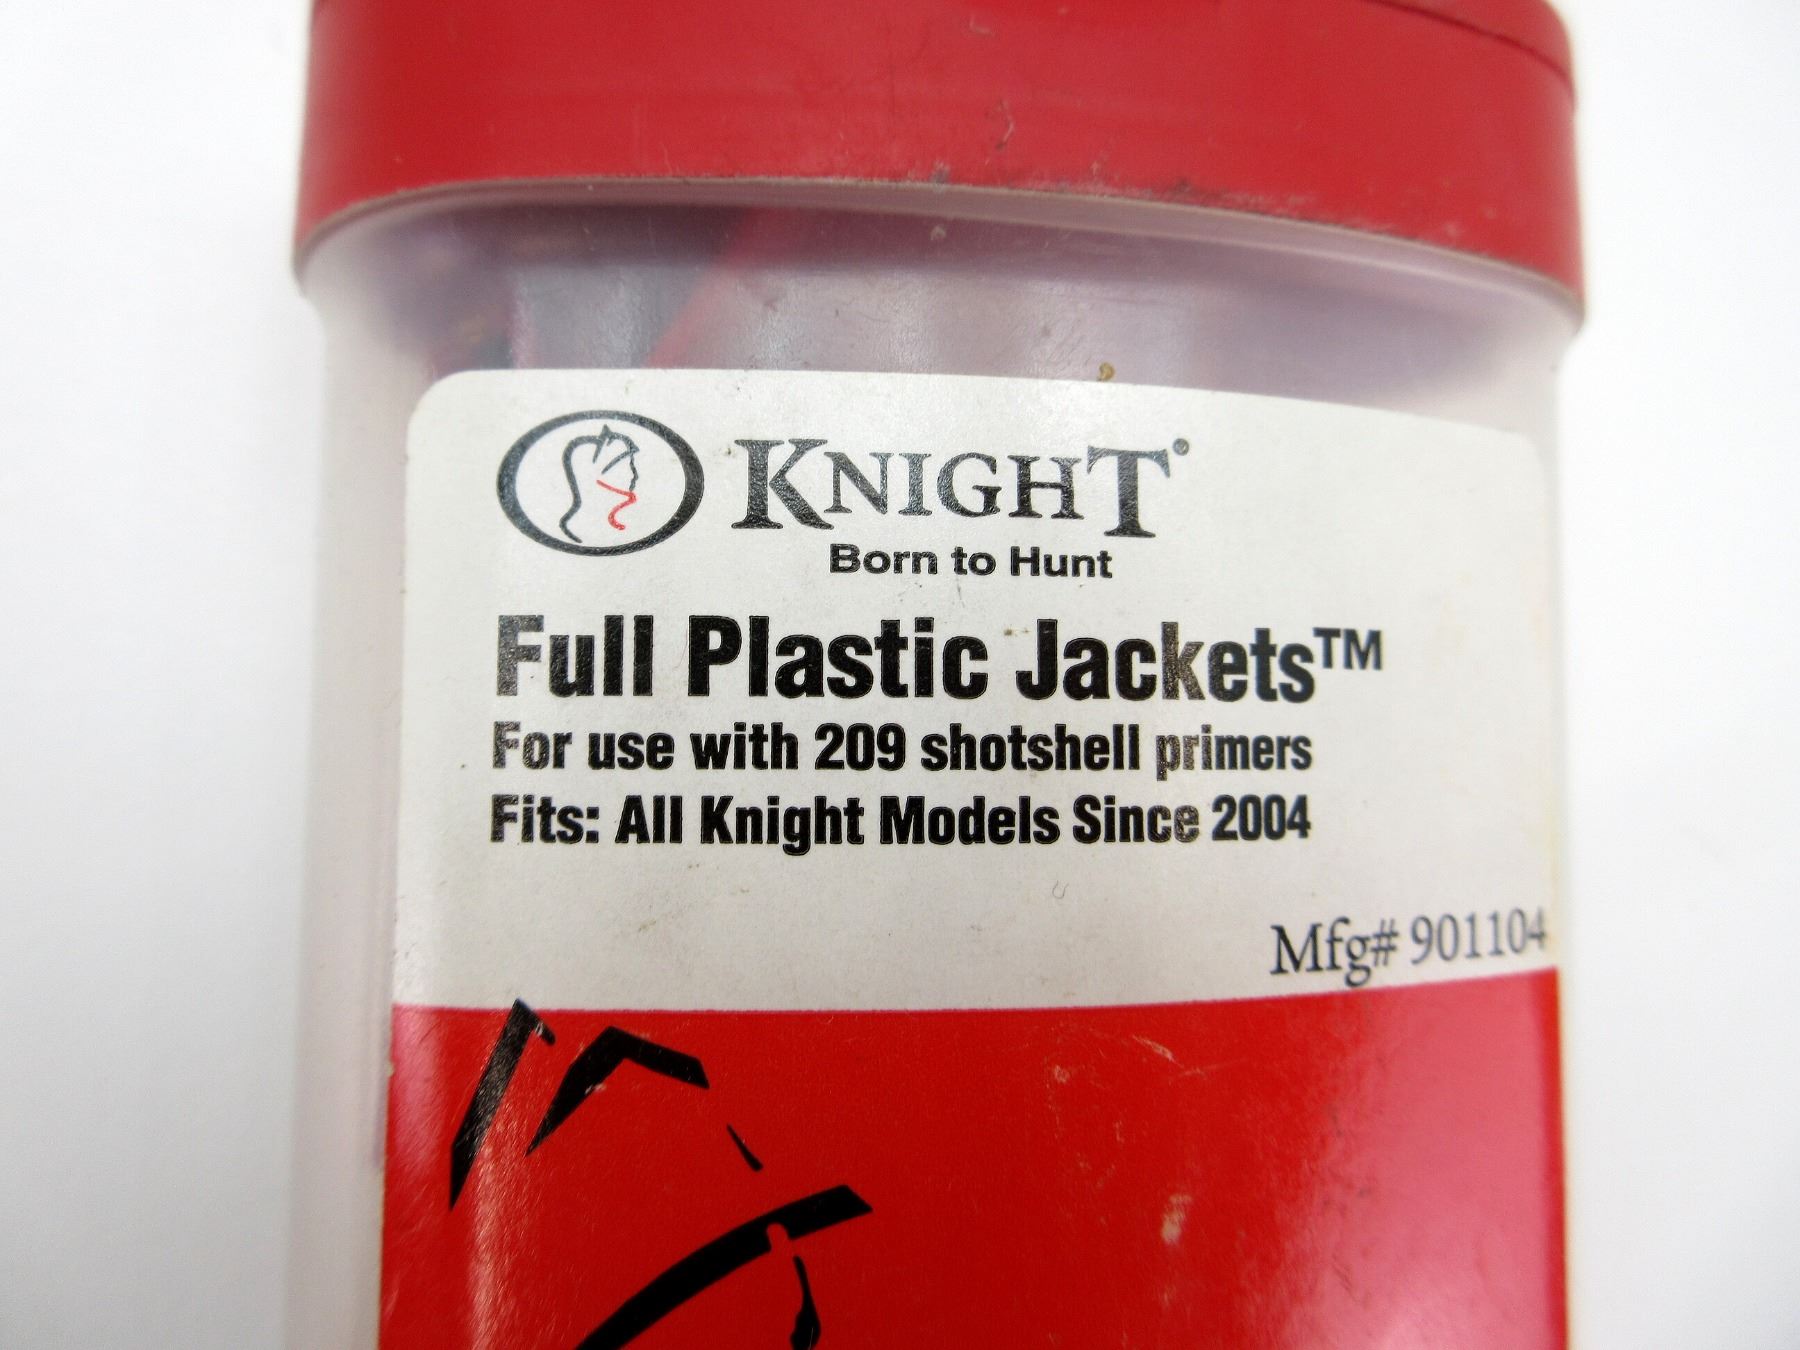 KNIGHT®
Born to Hunt
Full Plastic Jackets™
For use with 209 shotshell primers
Fits: All Knight Models Since 2004
Mfg# 901104